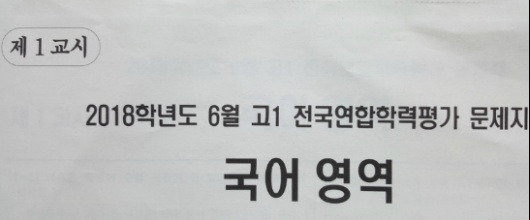 제 1 교시
2018학년도 6월 고1 전국연합학력평가 문제지
국어 영역